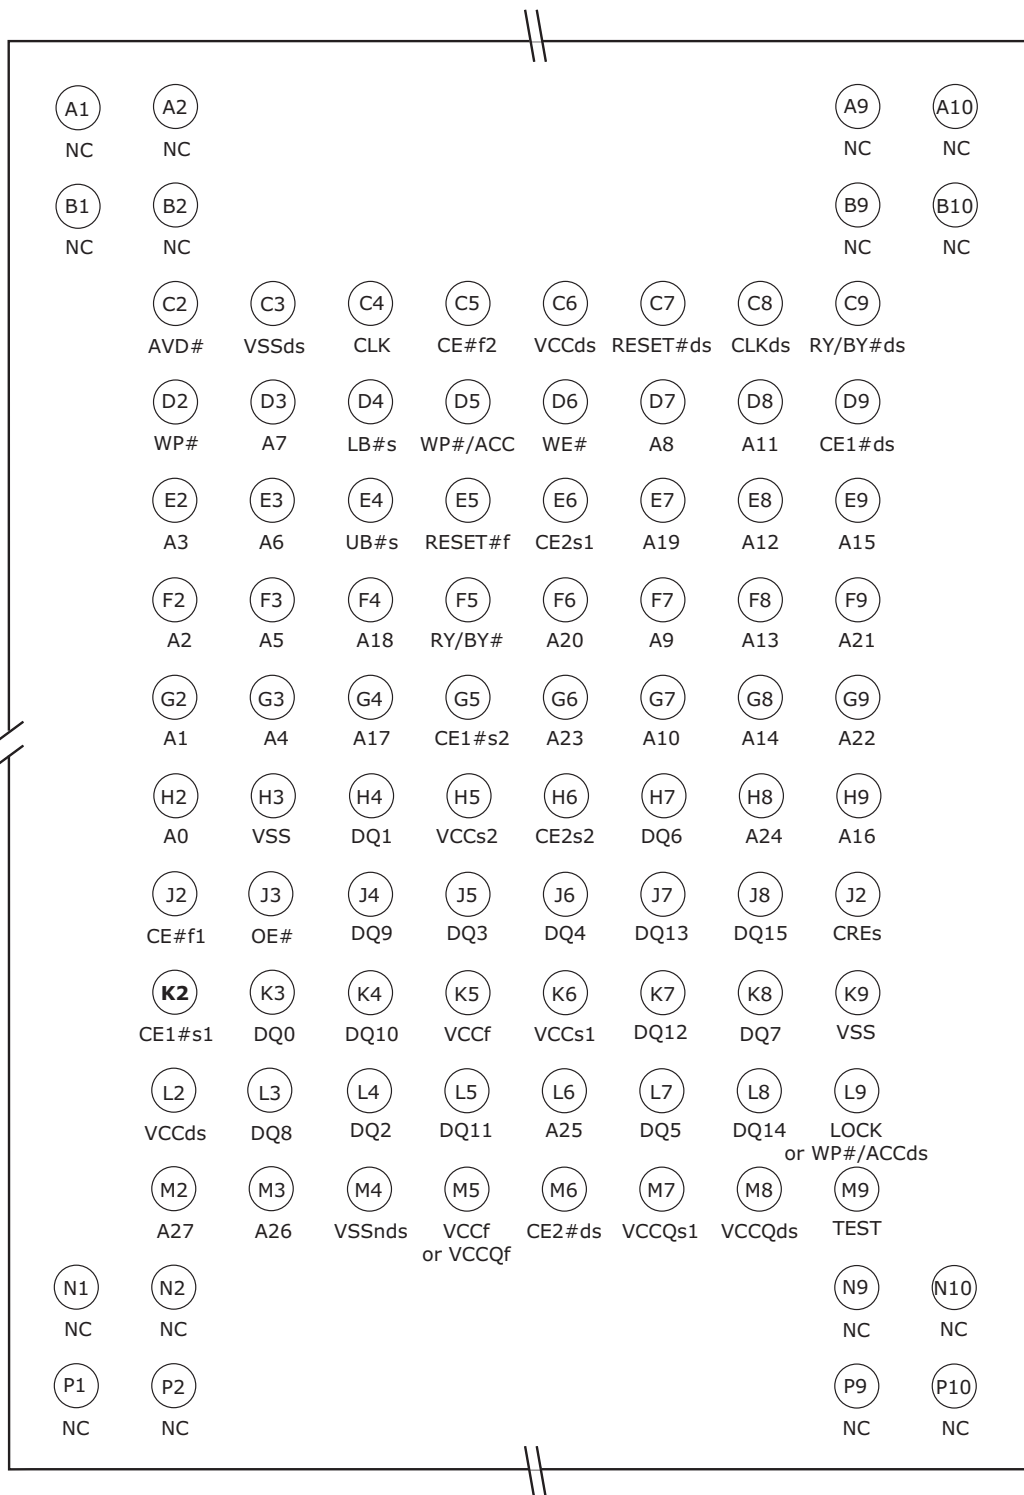 A1 A2 A9 A10
NC NC NC NC
B1 B2 B9 B10
NC NC NC NC
C2 C3 C4 C5 C6 C7 C8 C9
AVD# VSSds CLK CE#f2 VCCds RESET#ds CLKds RY/BY#ds
D2 D3 D4 D5 D6 D7 D8 D9
WP# A7 LB#s WP#/ACC WE# A8 A11 CE1#ds
E2 E3 E4 E5 E6 E7 E8 E9
A3 A6 UB#s RESET#f CE2s1 A19 A12 A15
F2 F3 F4 F5 F6 F7 F8 F9
A2 A5 A18 RY/BY# A20 A9 A13 A21
G2 G3 G4 G5 G6 G7 G8 G9
A1 A4 A17 CE1#s2 A23 A10 A14 A22
H2 H3 H4 H5 H6 H7 H8 H9
A0 VSS DQ1 VCCs2 CE2s2 DQ6 A24 A16
J2 J3 J4 J5 J6 J7 J8 J2
CE#f1 OE# DQ9 DQ3 DQ4 DQ13 DQ15 CREs
K2 K3 K4 K5 K6 K7 K8 K9
CE1#s1 DQ0 DQ10 VCCf VCCs1 DQ12 DQ7 VSS
L2 L3 L4 L5 L6 L7 L8 L9
VCCds DQ8 DQ2 DQ11 A25 DQ5 DQ14 LOCK
or WP#/ACCds
M2 M3 M4 M5 M6 M7 M8 M9
A27 A26 VSSnds VCCf CE2#ds VCCQs1 VCCQds TEST
or VCCQf
N1 N2 N9 N10
NC NC NC NC
P1 P2 P9 P10
NC NC NC NC